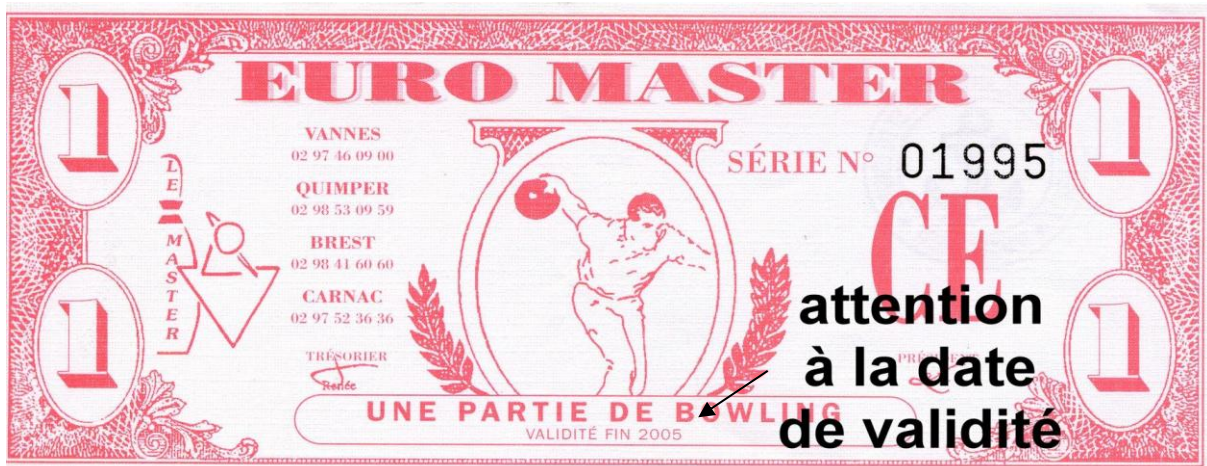 EURO MASTER
1
1
VANNES
02 97 46 09 00
QUIMPER
02 98 53 09 59
BREST
02 98 41 60 60
CARNAC
02 97 52 36 36
TRÉSORIER
Renée
LE MASTER
SÉRIE N° 01995
CE
attention
à la date
de validité
UNE PARTIE DE BOWLING
VALIDITÉ FIN 2005
1
1